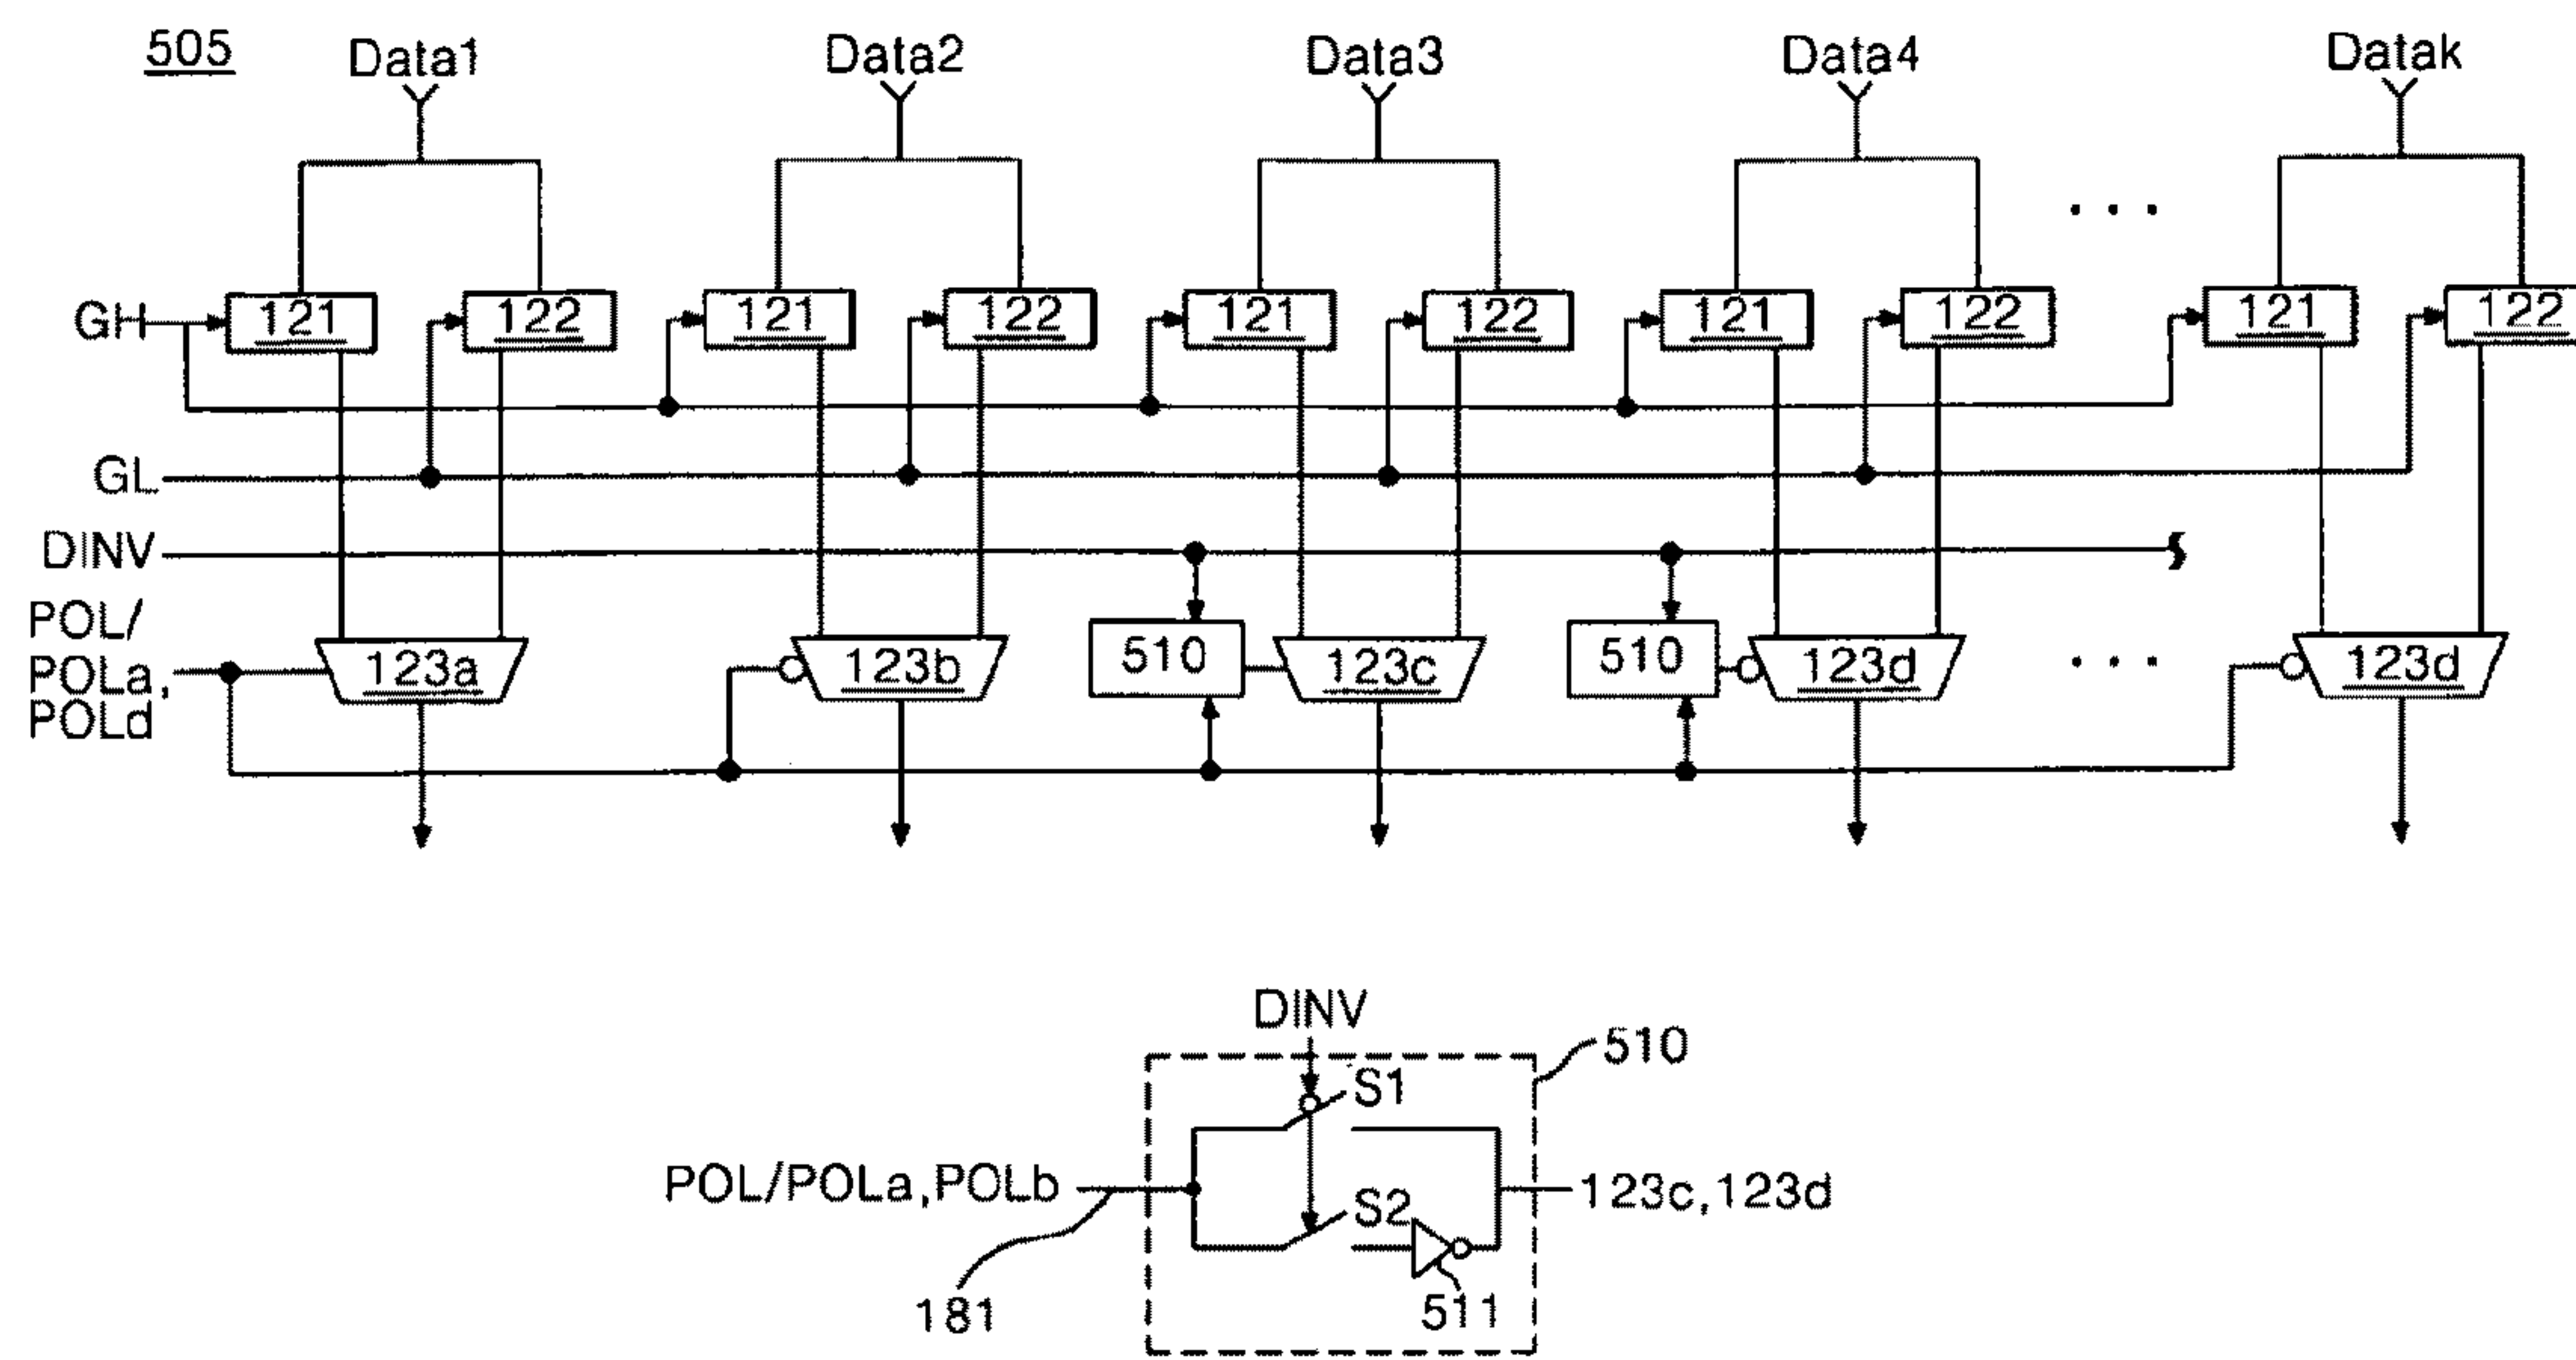 505
Data1 Data2 Data3 Data4 Datak
. . .
GH 121 122 121 122 121 122 121 122 121 122
GL
DINV
POL/
POLa,
POLd
123a 123b 510 123c 510 123d . . . 123d
DINV
510
S1
POL/POLa,POLb
123c,123d
S2
181
511